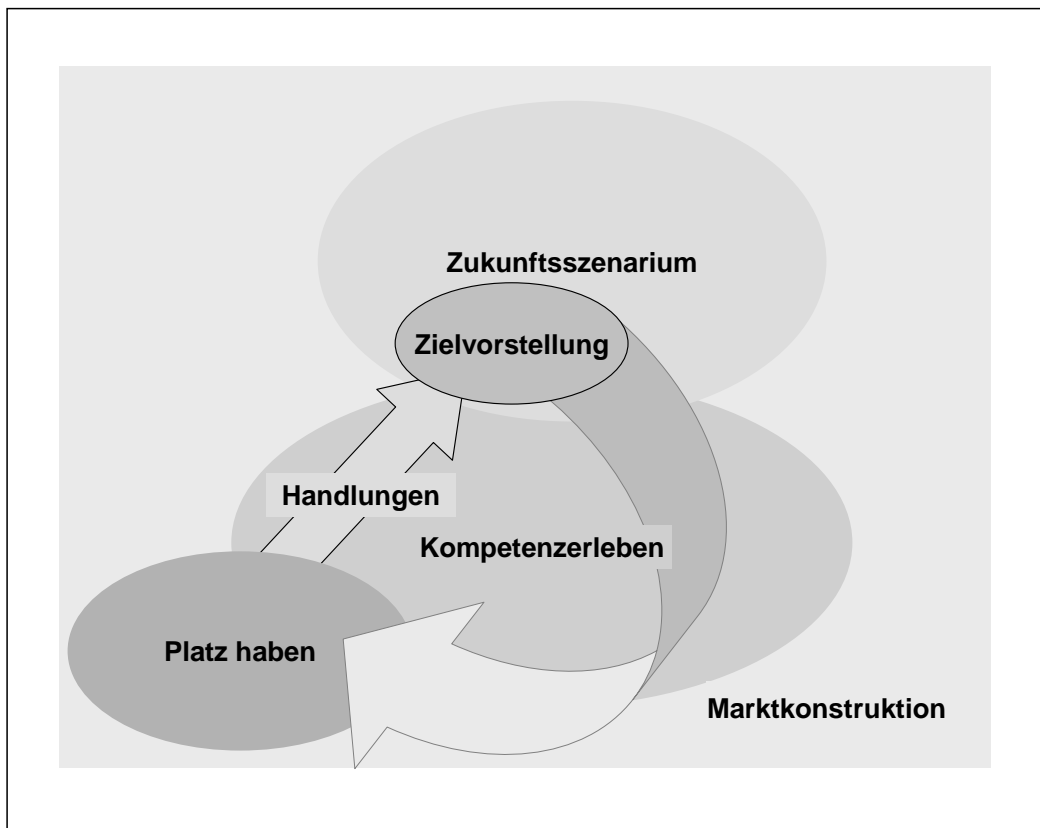 Zukunftsszenarium
Zielvorstellung
Handlungen
Kompetenzerleben
Platz haben
Marktkonstruktion